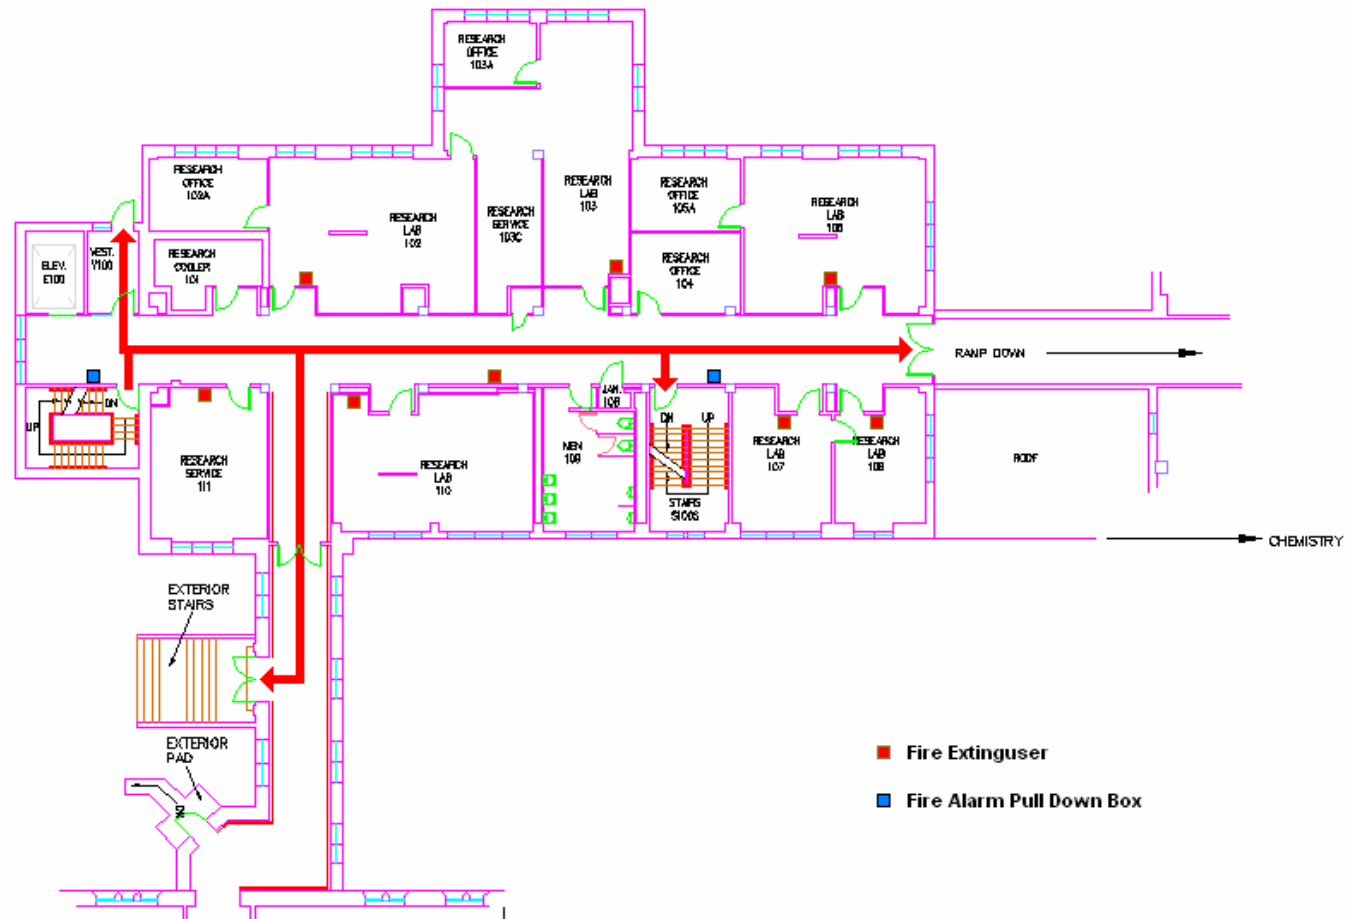 RESEARCH
OFFICE
103A
RESEARCH
OFFICE
102A
RESEARCH
LAB
102
RESEARCH
SERVICE
103C
RESEARCH
LAB
103
RESEARCH
OFFICE
105A
RESEARCH
LAB
ELEV.
E100
VEST.
V100
RESEARCH
COOLER
101
RESEARCH
OFFICE
104
RAMP DOWN
DN
UP
RESEARCH
SERVICE
111
RESEARCH
LAB
110
JAN.
MEN
109
DN
UP
STAIRS
RESEARCH
LAB
107
RESEARCH
LAB
108
ROOF
CHEMISTRY
EXTERIOR
STAIRS
EXTERIOR
PAD
DN
Fire Extinguser
Fire Alarm Pull Down Box